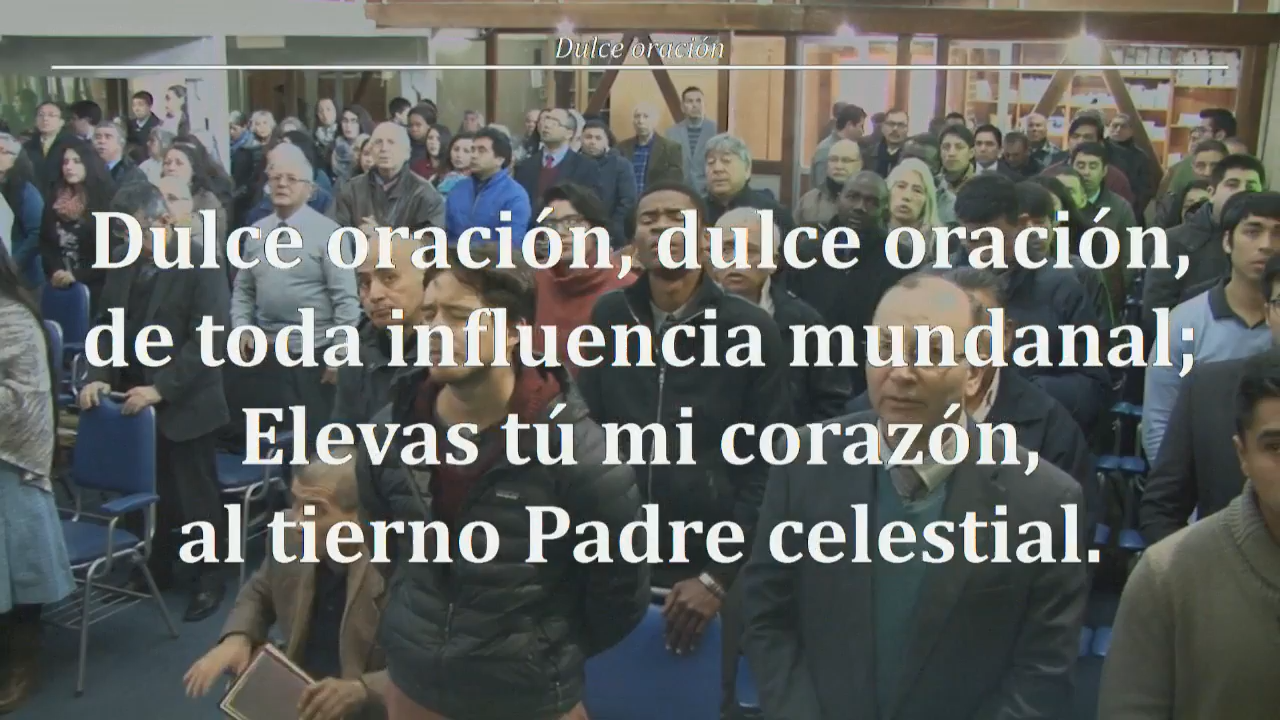 Dulce oración
Dulce oración, dulce oración,
de toda influencia mundanal;
Elevas tú mi corazón,
al tierno Padre celestial.